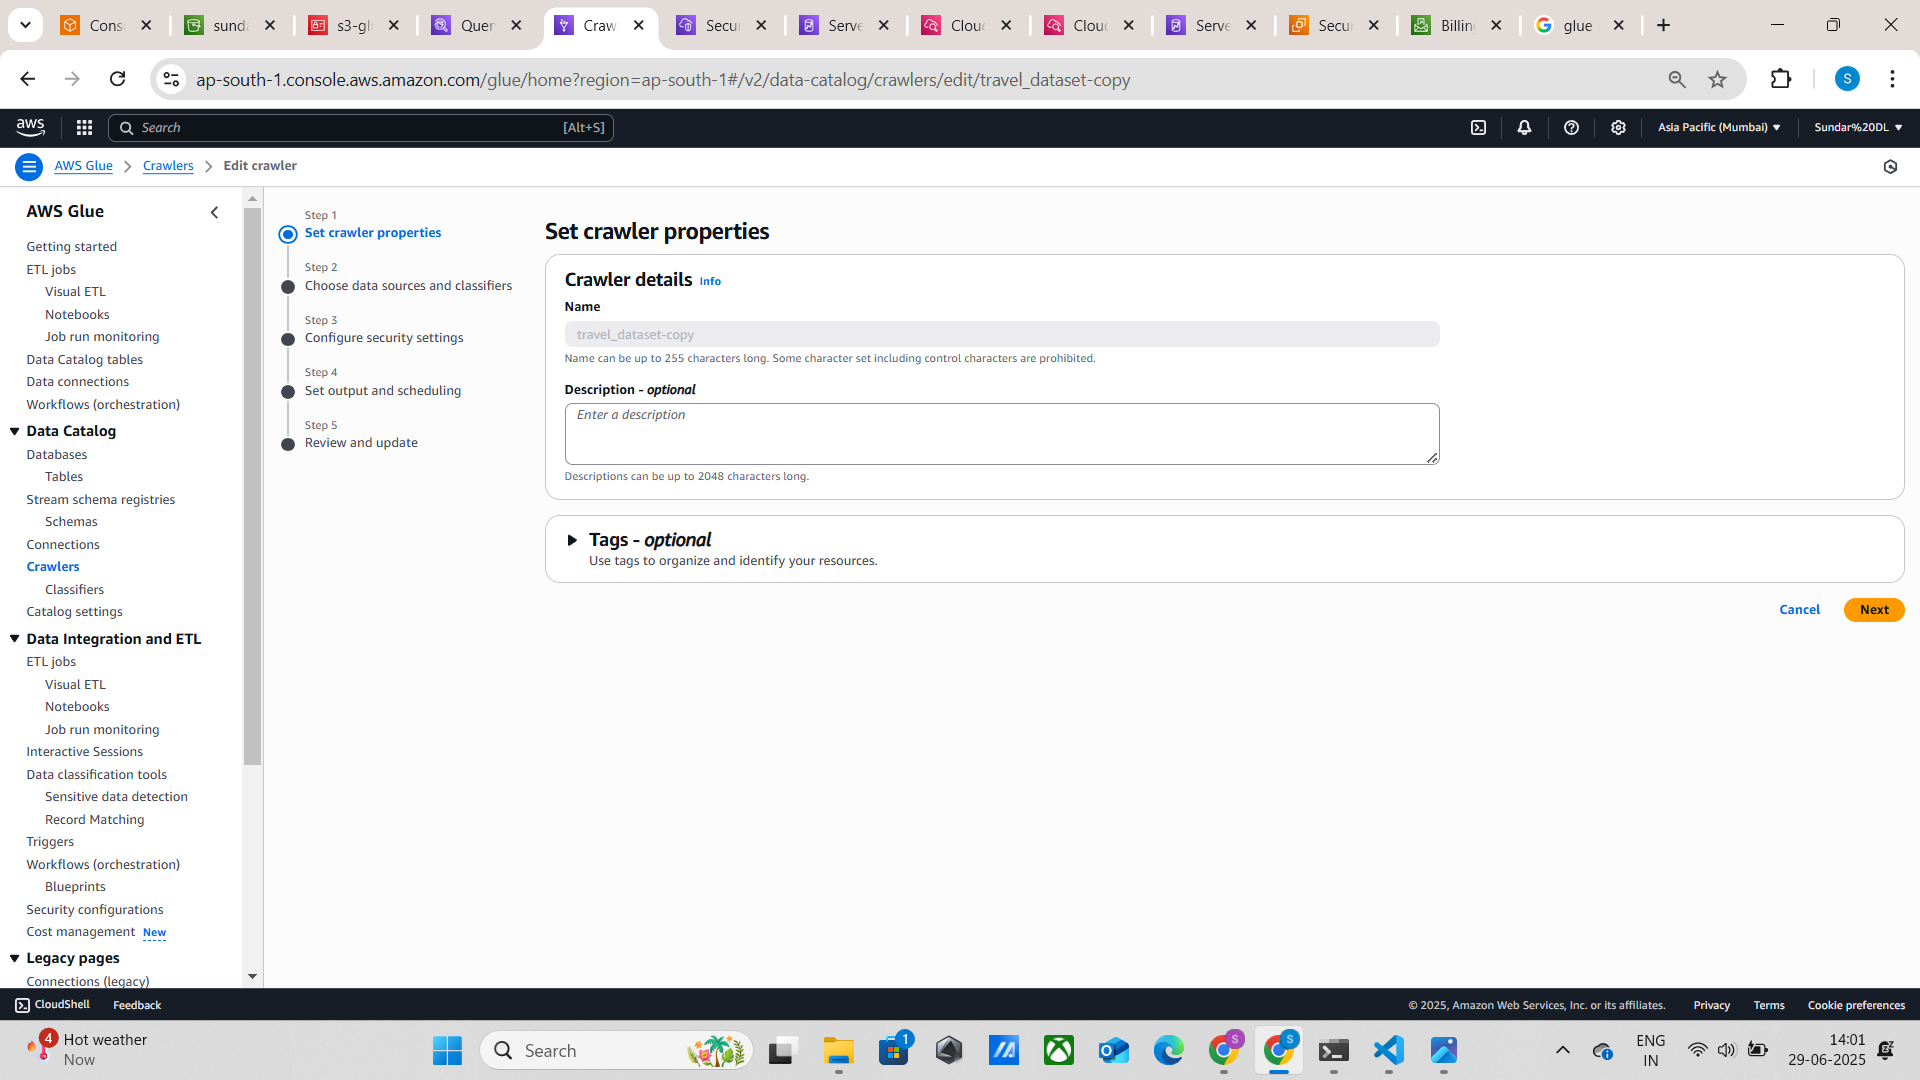 Cons
sunda
s3-gl
Quer
Craw
Secur
Serve
Clouc
Clouc
Serve
Secur
Billin
glue
ap-south-1.console.aws.amazon.com/glue/home?region=ap-south-1#/v2/data-catalog/crawlers/edit/travel_dataset-copy
S
aws
Search
[Alt+S]
Asia Pacific (Mumbai)
Sundar%20DL
AWS Glue
Crawlers
Edit crawler
AWS Glue
Getting started
ETL jobs
Visual ETL
Notebooks
Job run monitoring
Data Catalog tables
Data connections
Workflows (orchestration)
Data Catalog
Databases
Tables
Stream schema registries
Schemas
Connections
Crawlers
Classifiers
Catalog settings
Data Integration and ETL
ETL jobs
Visual ETL
Notebooks
Job run monitoring
Interactive Sessions
Data classification tools
Sensitive data detection
Record Matching
Triggers
Workflows (orchestration)
Blueprints
Security configurations
Cost management New
Legacy pages
Connections (legacy)
Step 1
Set crawler properties
Step 2
Choose data sources and classifiers
Step 3
Configure security settings
Step 4
Set output and scheduling
Step 5
Review and update
Set crawler properties
Crawler details Info
Name
travel_dataset-copy
Name can be up to 255 characters long. Some character set including control characters are prohibited.
Description - optional
Enter a description
Descriptions can be up to 2048 characters long.
Tags - optional
Use tags to organize and identify your resources.
Cancel
Next
CloudShell
Feedback
© 2025, Amazon Web Services, Inc. or its affiliates.
Privacy
Terms
Cookie preferences
4
Hot weather
Now
Search
1
S
S
ENG
IN
14:01
29-06-2025